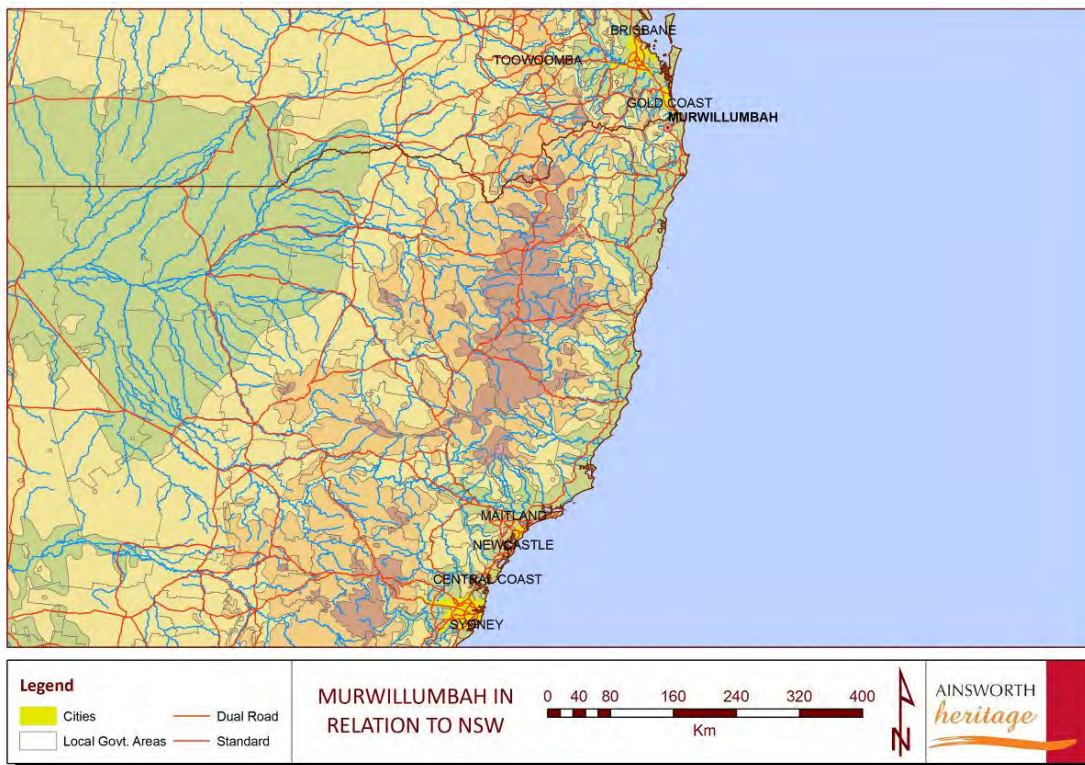 BRISBANE
TOOWOOMBA
GOLD COAST
MURWILLUMBAH
MAITLAND
NEWCASTLE
CENTRAL COAST
SYDNEY
Legend
Cities
Local Govt. Areas
Dual Road
Standard
MURWILLUMBAH IN
RELATION TO NSW
0 40 80 160 240 320 400
Km
N
AINSWORTH
heritage